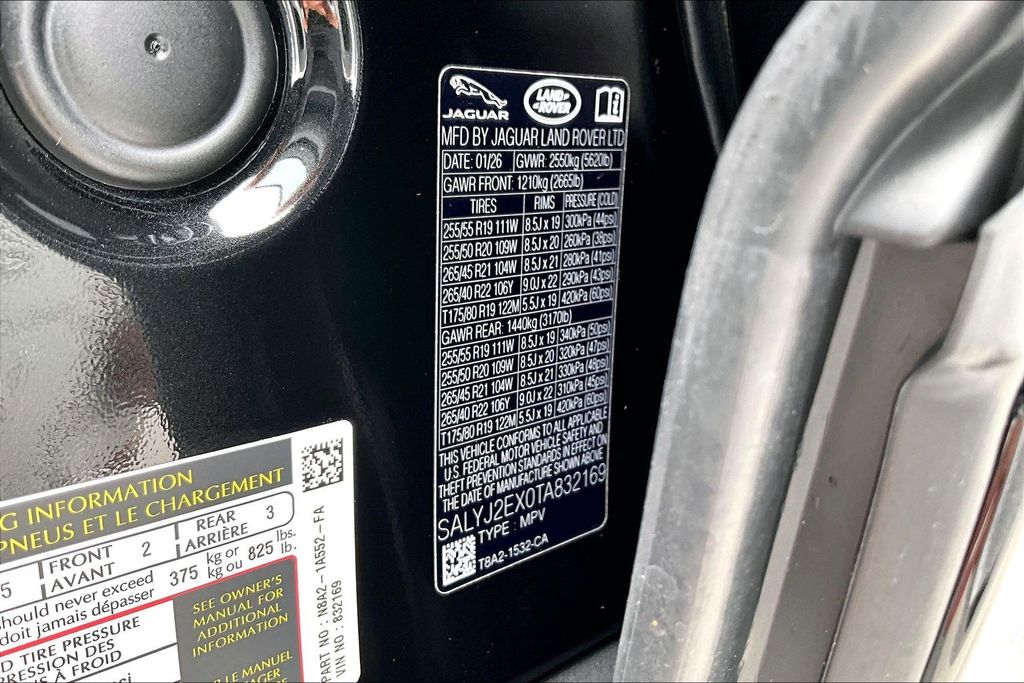 JAGUAR
LAND ROVER
i
MFD BY JAGUAR LAND ROVER LTD
DATE: 01/26 GVWR: 2550kg (5620lb)
GAWR FRONT: 1210kg (2665lb)
TIRES RIMS PRESSURE (COLD)
255/55 R19 111W 8.5J x 19 300kPa (44psi)
255/50 R20 109W 8.5J x 20 260kPa (38psi)
265/45 R21 104W 8.5J x 21 280kPa (41psi)
265/40 R22 106Y 9.0J x 22 290kPa (43psi)
T175/80 R19 122M 5.5J x 19 420kPa (60psi)
GAWR REAR: 1440kg (3170lb)
255/55 R19 111W 8.5J x 19 340kPa (50psi)
255/50 R20 109W 8.5J x 20 320kPa (47psi)
265/45 R21 104W 8.5J x 21 330kPa (48psi)
265/40 R22 106Y 9.0J x 22 310kPa (45psi)
T175/80 R19 122M 5.5J x 19 420kPa (60psi)
THIS VEHICLE CONFORMS TO ALL APPLICABLE
U.S. FEDERAL MOTOR VEHICLE SAFETY AND
THEFT PREVENTION STANDARDS IN EFFECT ON
THE DATE OF MANUFACTURE SHOWN ABOVE
SALYJ2EX0TA832169
TYPE : MPV
T8A2-1532-CA
G INFORMATION
PNEUS ET LE CHARGEMENT
5 FRONT 2 REAR 3
AVANT ARRIÈRE
should never exceed 375 kg or 825 lbs.
doit jamais dépasser kg ou lb.
D TIRE PRESSURE
PRESSION DES
À FROID
SEE OWNER'S
MANUAL FOR
ADDITIONAL
INFORMATION
LE MANUEL
PART NO : N8A2-1A552-FA
VIN NO : 832169